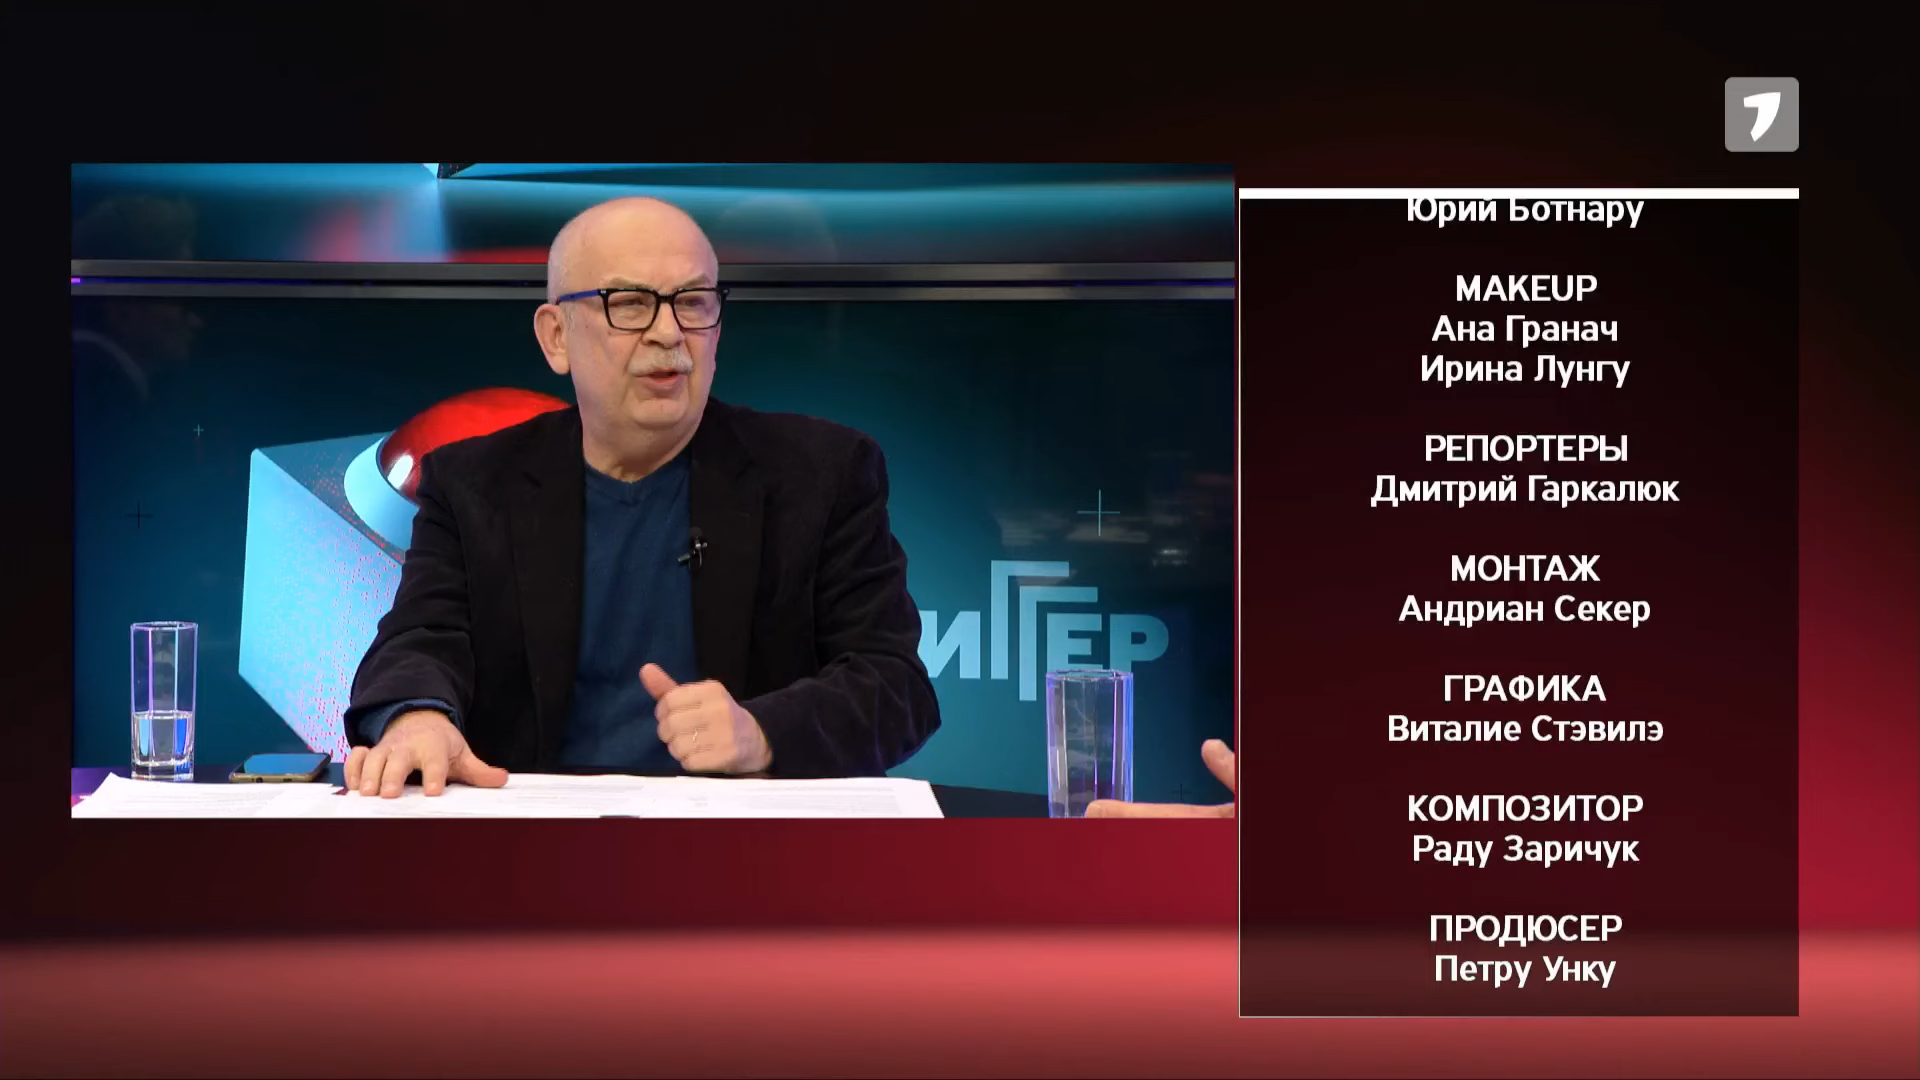 ИГГЕР
Юрий Ботнару
MAKEUP
Ана Гранач
Ирина Лунгу
РЕПОРТЕРЫ
Дмитрий Гаркалюк
МОНТАЖ
Андриан Секер
ГРАФИКА
Виталие Стэвилэ
КОМПОЗИТОР
Раду Заричук
ПРОДЮСЕР
Петру Унку